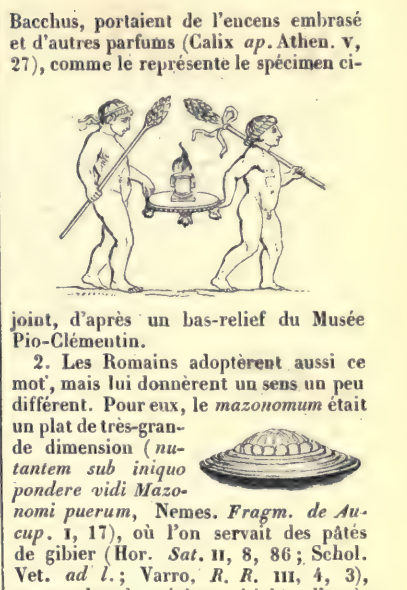 Bacchus, portaient de l'encens embrasé
et d'autres parfums (Calix ap. Athen. v,
27), comme le représente le spécimen ci-
joint, d'après un bas-relief du Musée
Pio-Clémentin.
2. Les Romains adoptèrent aussi ce
mot, mais lui donnèrent un sens un peu
différent. Pour eux, le mazonomum était
un plat de très-gran-
de dimension (nu-
tantem sub iniquo
pondere vidi Mazo-
nomi puerum, Nemes. Fragm. de Au-
cup. I, 17), où l'on servait des pâtés
de gibier (Hor. Sat. II, 8, 86; Schol.
Vet. ad l.; Varro, R. R. III, 4, 3),